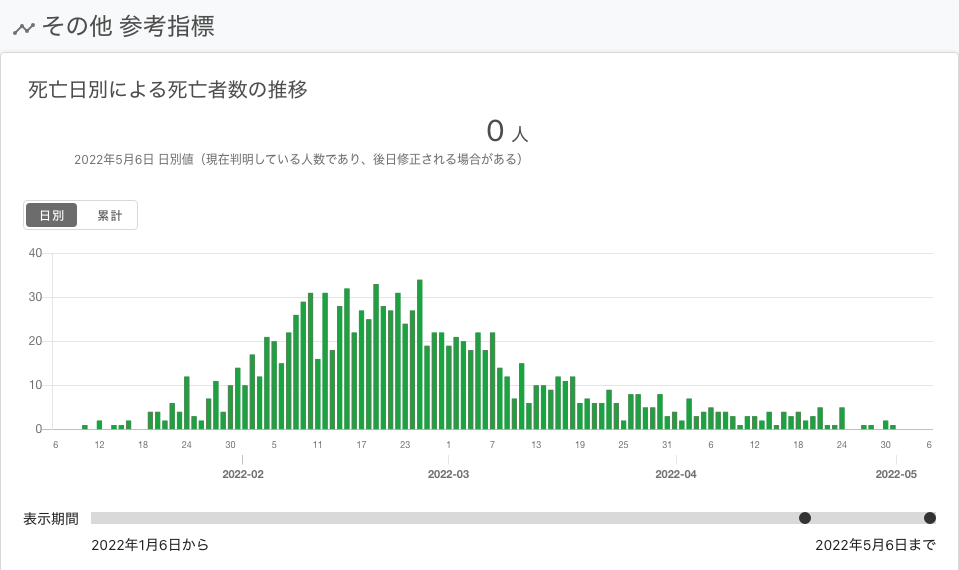 その他 参考指標
死亡日別による死亡者数の推移
0 人
2022年5月6日 日別値（現在判明している人数であり、後日修正される場合がある）
日別 累計
40
30
20
10
0
6 12 18 24 30 5 11 17 23 1 7 13 19 25 31 6 12 18 24 30 6
2022-02 2022-03 2022-04 2022-05
表示期間
2022年1月6日から 2022年5月6日まで